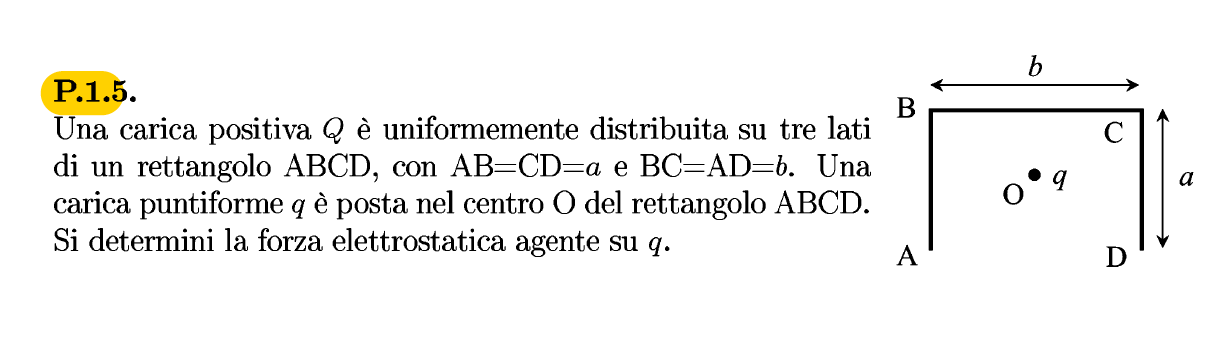 P.1.5.
Una carica positiva Q è uniformemente distribuita su tre lati
di un rettangolo ABCD, con AB=CD=a e BC=AD=b. Una
carica puntiforme q è posta nel centro O del rettangolo ABCD.
Si determini la forza elettrostatica agente su q.
b
B
C
a
O
q
A
D